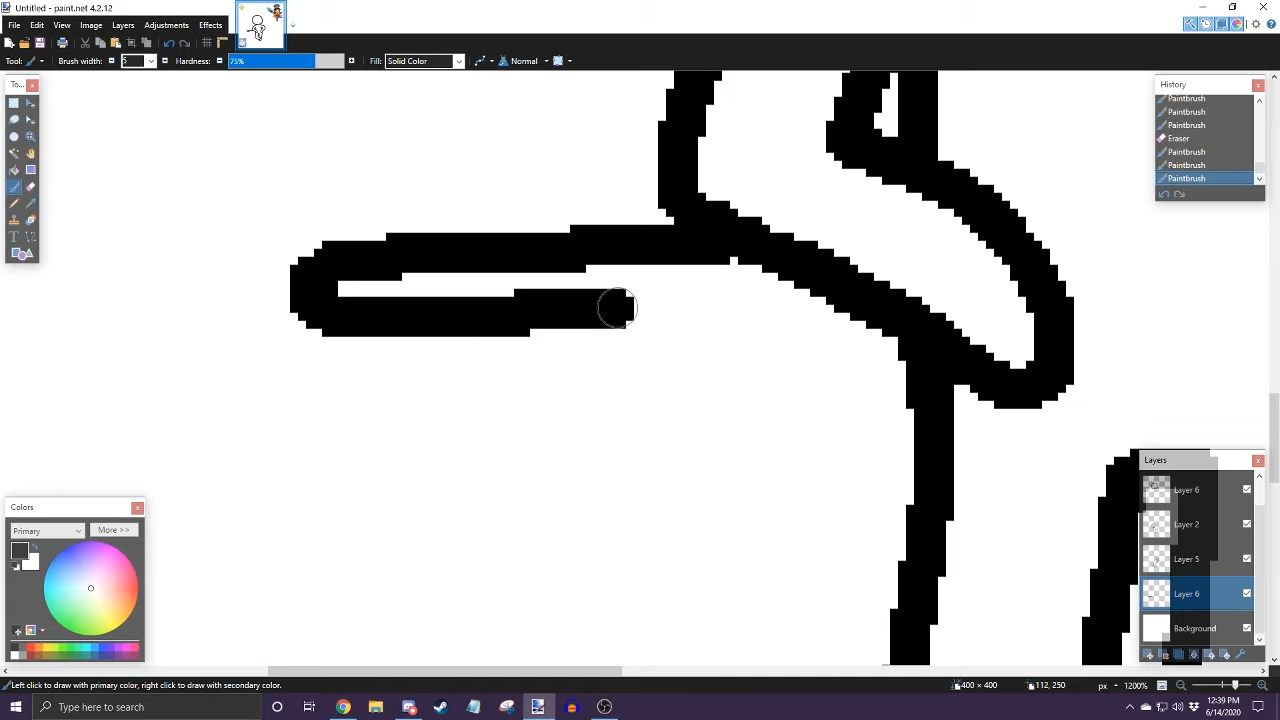 Untitled - paint.net 4.2.12
File Edit View Image Layers Adjustments Effects
Tool Brush width: 5 Hardness: 75% Fill: Solid Color Normal
To...
History
Paintbrush
Paintbrush
Paintbrush
Eraser
Paintbrush
Paintbrush
Paintbrush
Layers
Layer 6
Layer 2
Layer 5
Layer 6
Background
Colors
Primary More >>
Left click to draw with primary color, right click to draw with secondary color. 400 × 400 112, 250 px 1200%
Type here to search
12:39 PM
6/14/2020